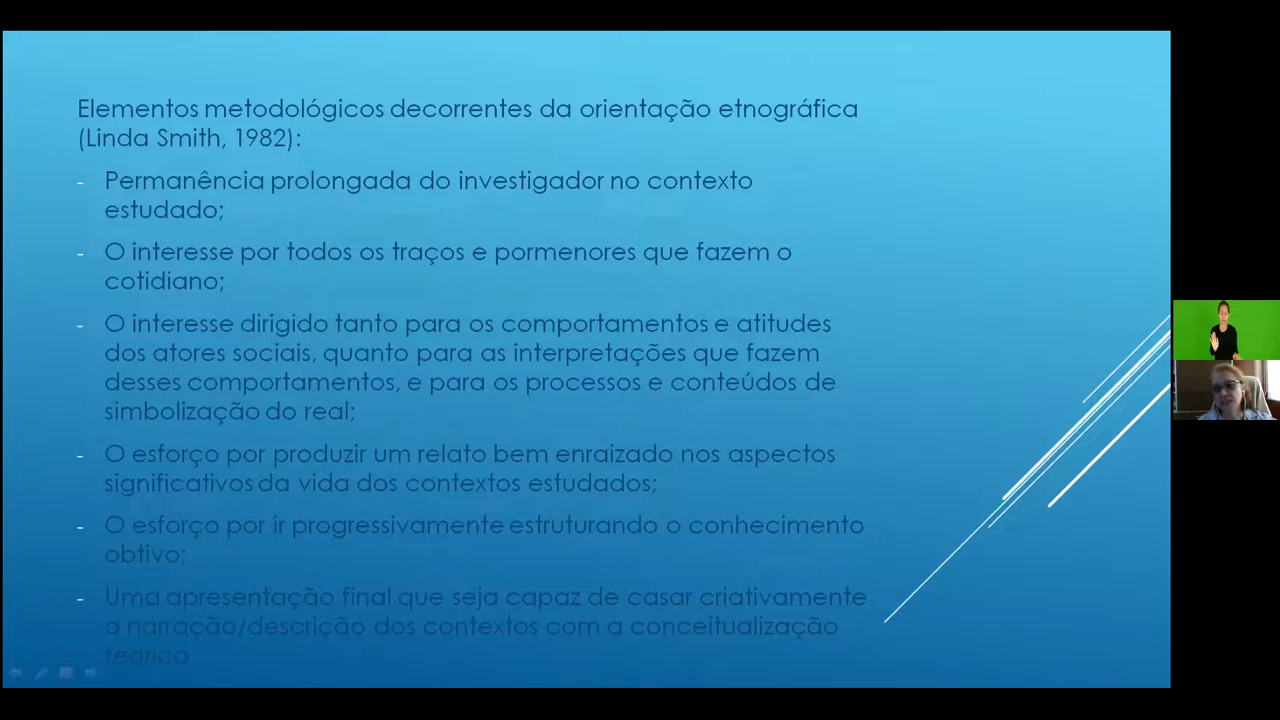 Elementos metodológicos decorrentes da orientação etnográfica
(Linda Smith, 1982):
- Permanência prolongada do investigador no contexto
estudado;
- O interesse por todos os traços e pormenores que fazem o
cotidiano;
- O interesse dirigido tanto para os comportamentos e atitudes
dos atores sociais, quanto para as interpretações que fazem
desses comportamentos, e para os processos e conteúdos de
simbolização do real;
- O esforço por produzir um relato bem enraizado nos aspectos
significativos da vida dos contextos estudados;
- O esforço por ir progressivamente estruturando o conhecimento
obtivo;
- Uma apresentação final que seja capaz de casar criativamente
a narração/descrição dos contextos com a conceitualização
teórica